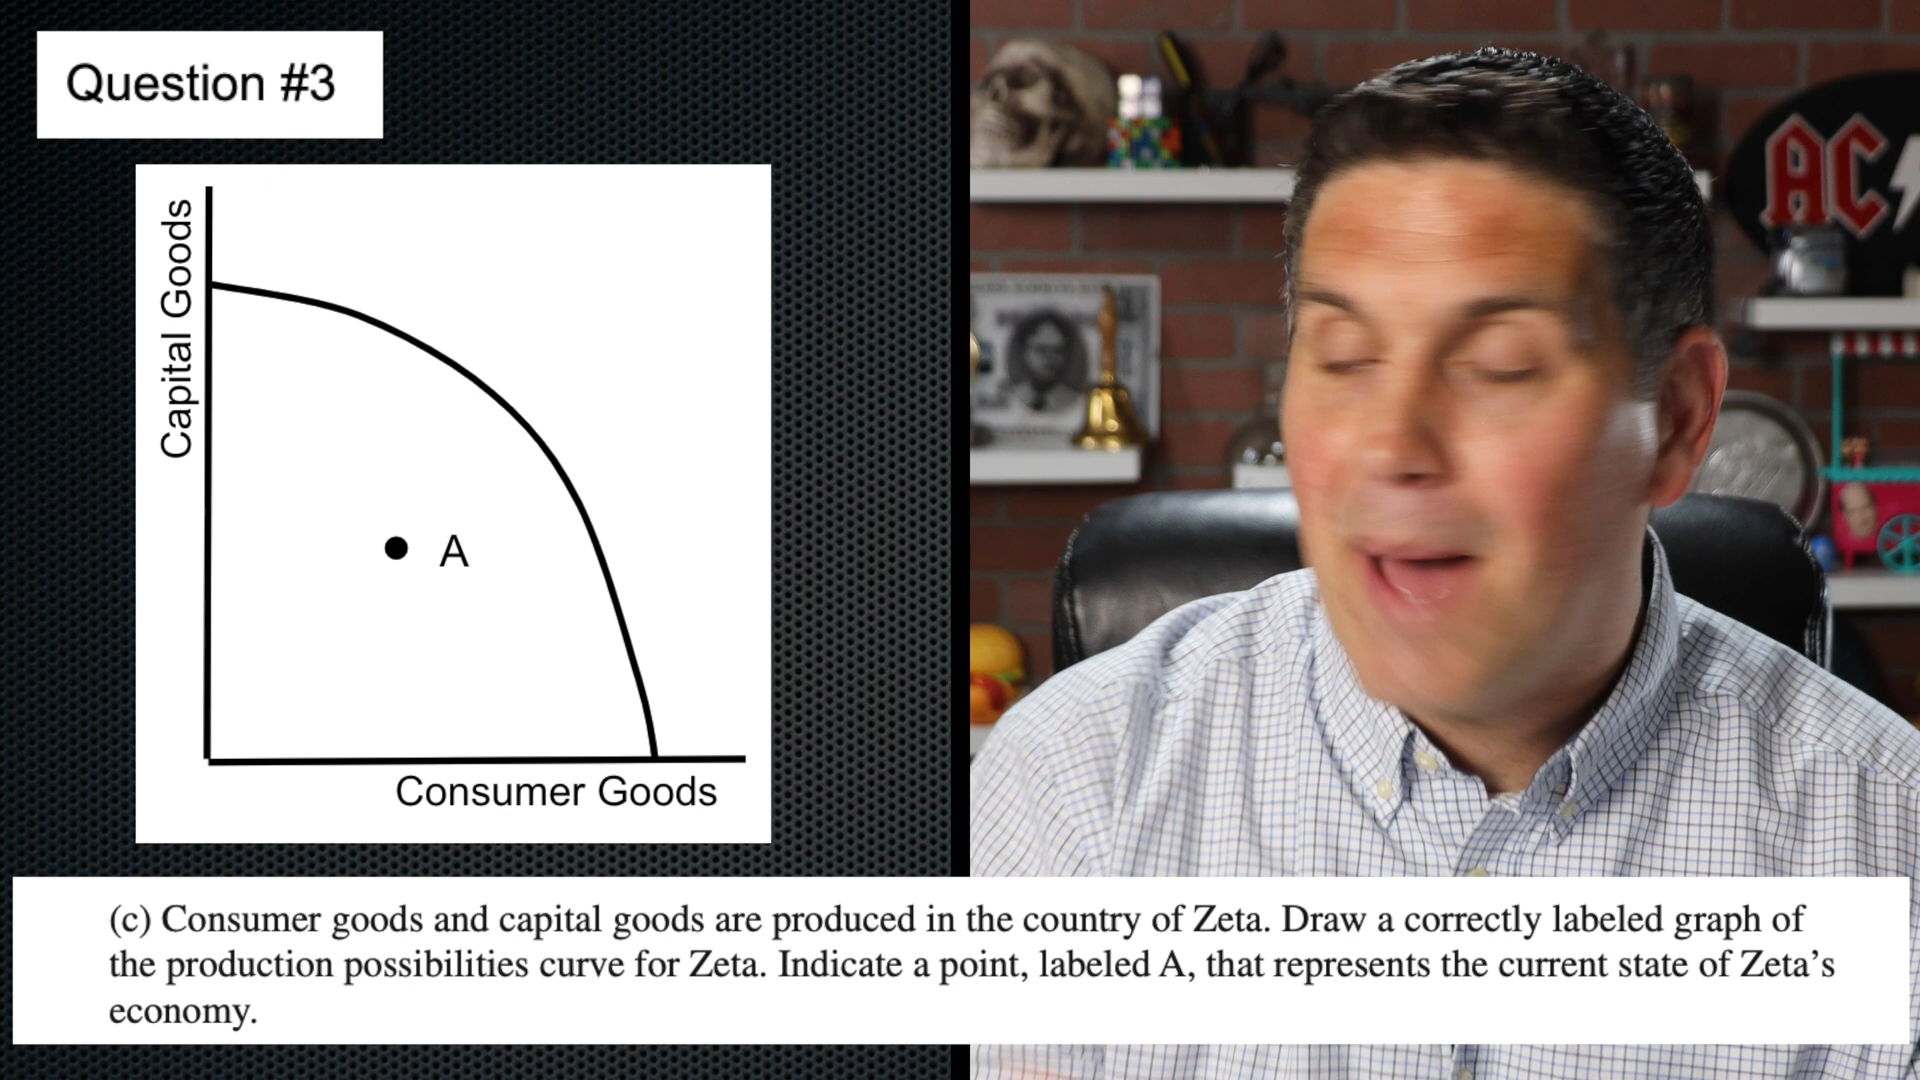 Question #3
Capital Goods
A
Consumer Goods
AC
(c) Consumer goods and capital goods are produced in the country of Zeta. Draw a correctly labeled graph of
the production possibilities curve for Zeta. Indicate a point, labeled A, that represents the current state of Zeta’s
economy.